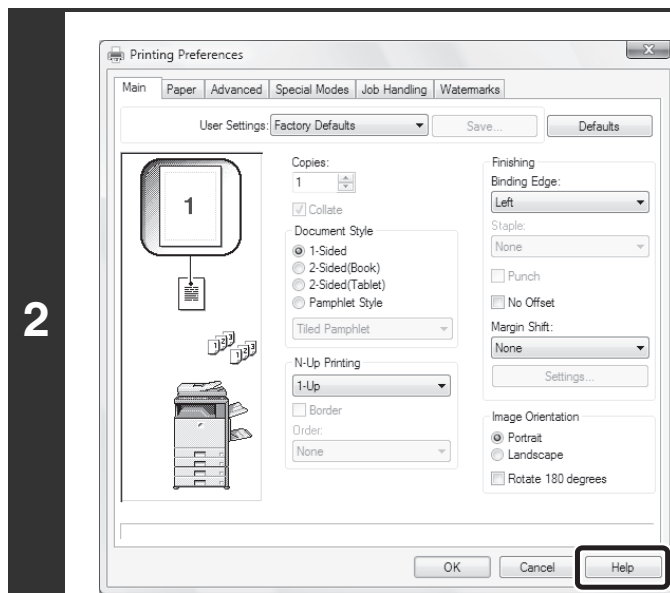 2
Printing Preferences
Main Paper Advanced Special Modes Job Handling Watermarks
User Settings: Factory Defaults Save... Defaults
1
123
123
Copies:
1
Collate
Document Style
1-Sided
2-Sided(Book)
2-Sided(Tablet)
Pamphlet Style
Tiled Pamphlet
N-Up Printing
1-Up
Border
Order:
None
Finishing
Binding Edge:
Left
Staple:
None
Punch
No Offset
Margin Shift:
None
Settings...
Image Orientation
Portrait
Landscape
Rotate 180 degrees
OK Cancel Help